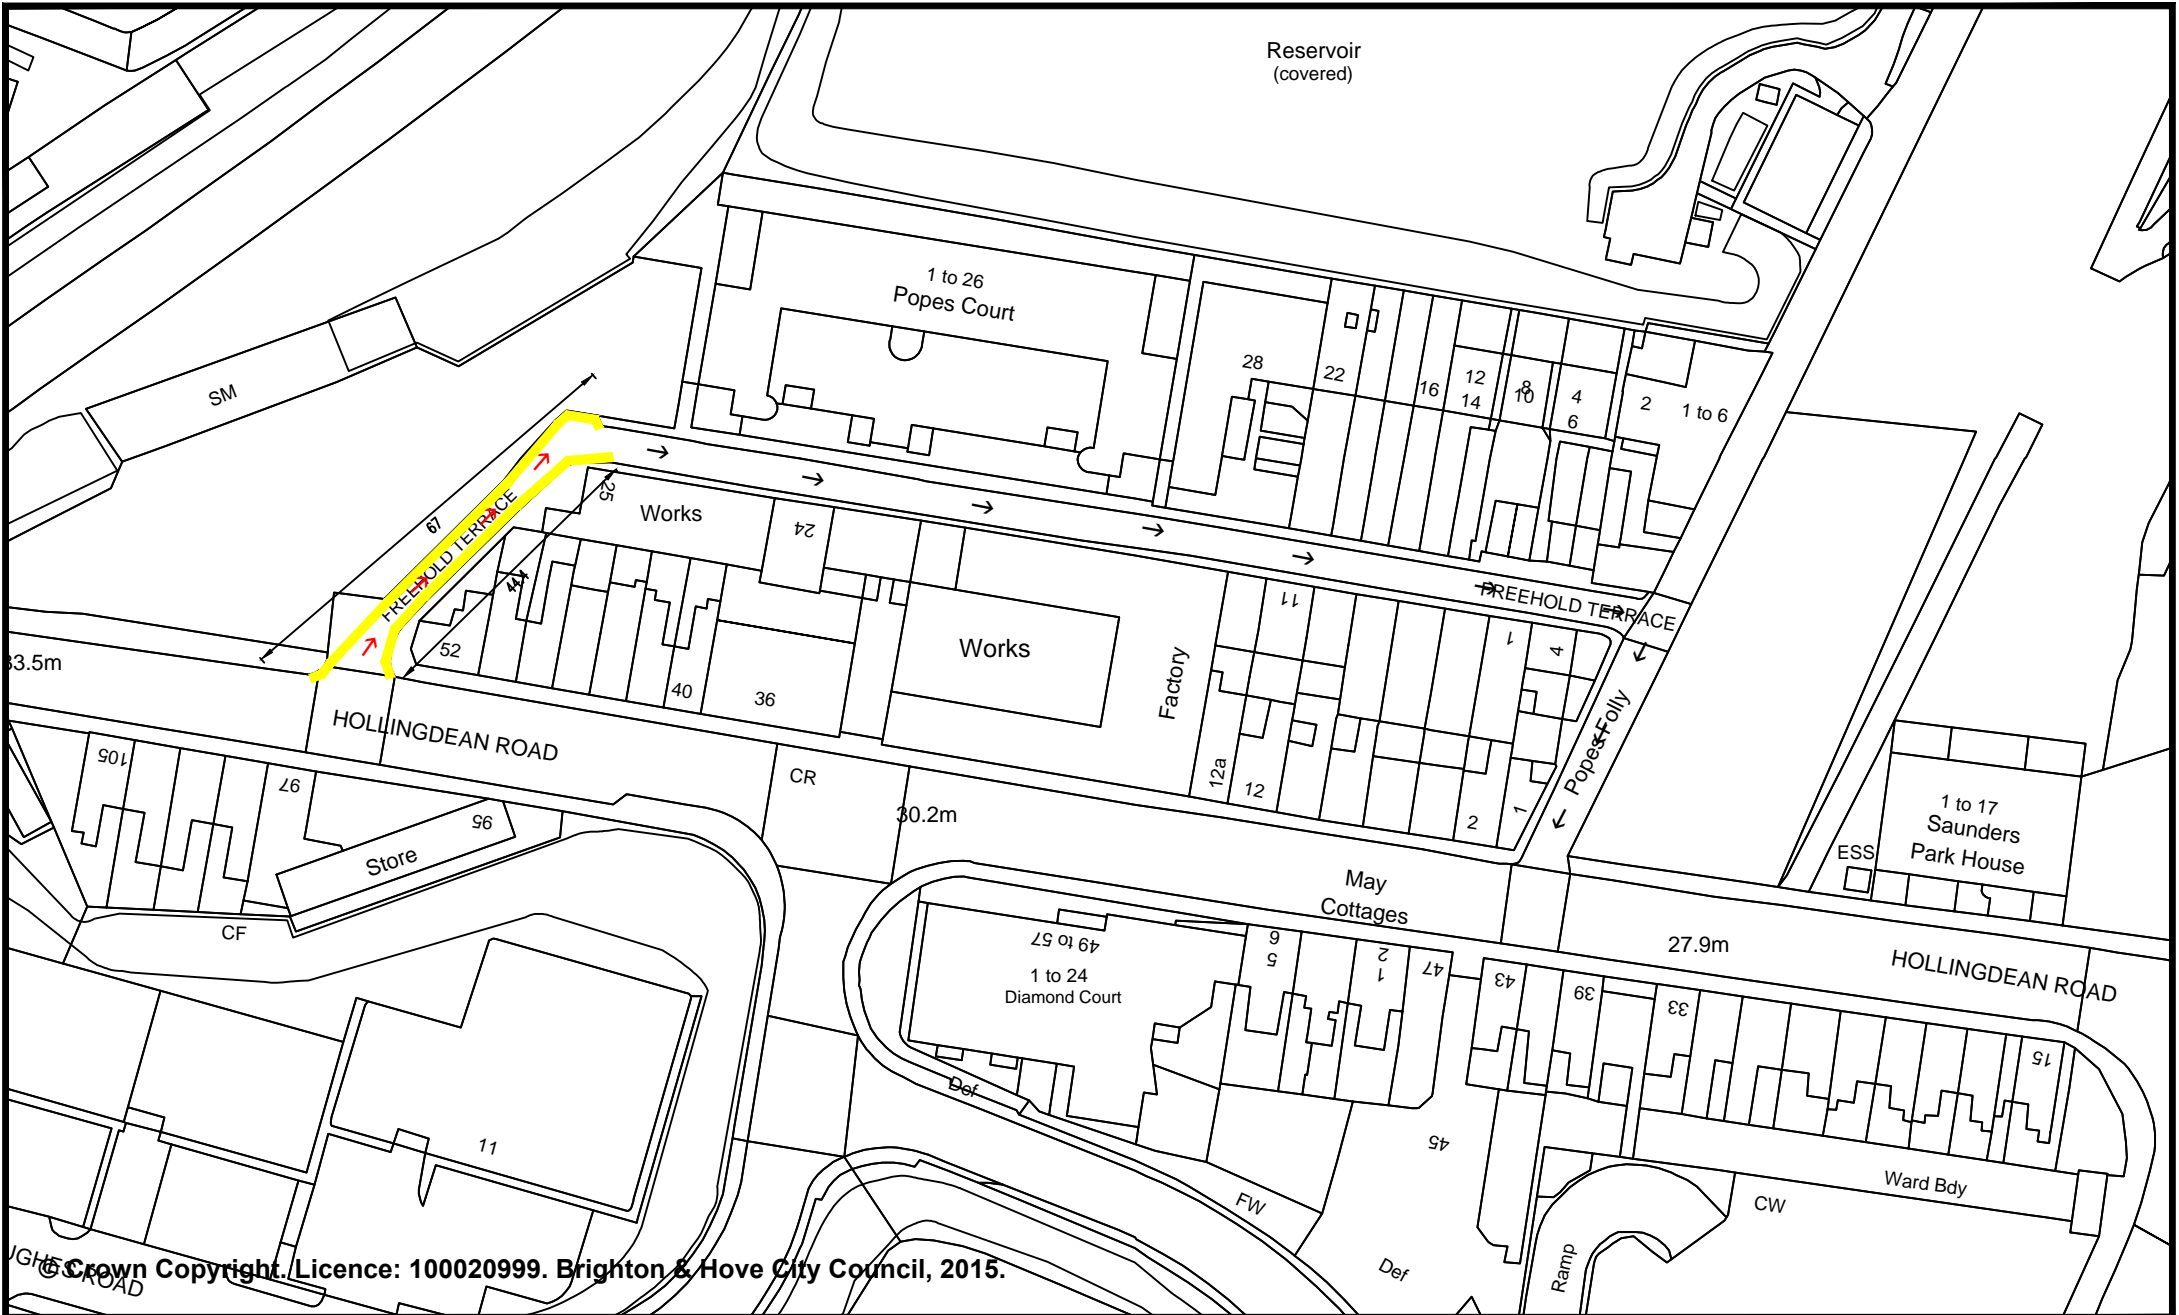 Reservoir
(covered)
1 to 26
Popes Court
28
22
16
12
14
8
10
4
6
2
1 to 6
SM
67
FREEHOLD TERRACE
25
Works
24
44.4
52
40
36
Works
Factory
11
1
4
FREEHOLD TERRACE
Popes Folly
33.5m
HOLLINGDEAN ROAD
CR
30.2m
12a
12
2
1
105
97
95
Store
CF
May
Cottages
1 to 17
Saunders
Park House
ESS
27.9m
HOLLINGDEAN ROAD
49 to 57
1 to 24
Diamond Court
6
5
2
1
47
43
39
33
15
Def
45
11
FW
Def
Ramp
CW
Ward Bdy
UGHES ROAD
© Crown Copyright. Licence: 100020999. Brighton & Hove City Council, 2015.